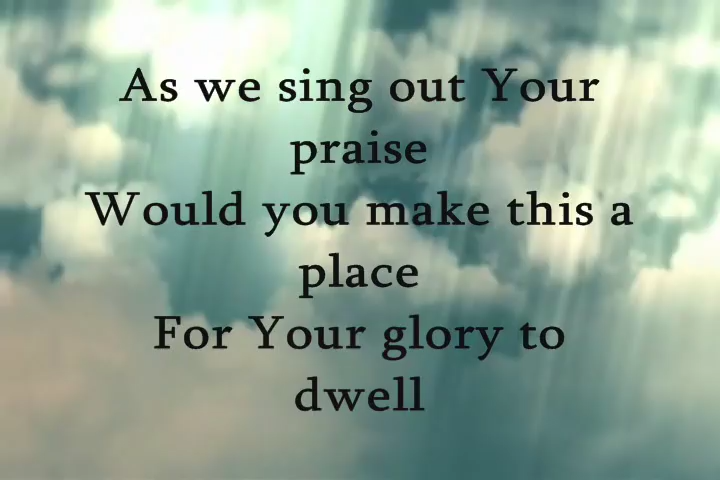 As we sing out Your
praise
Would you make this a
place
For Your glory to
dwell